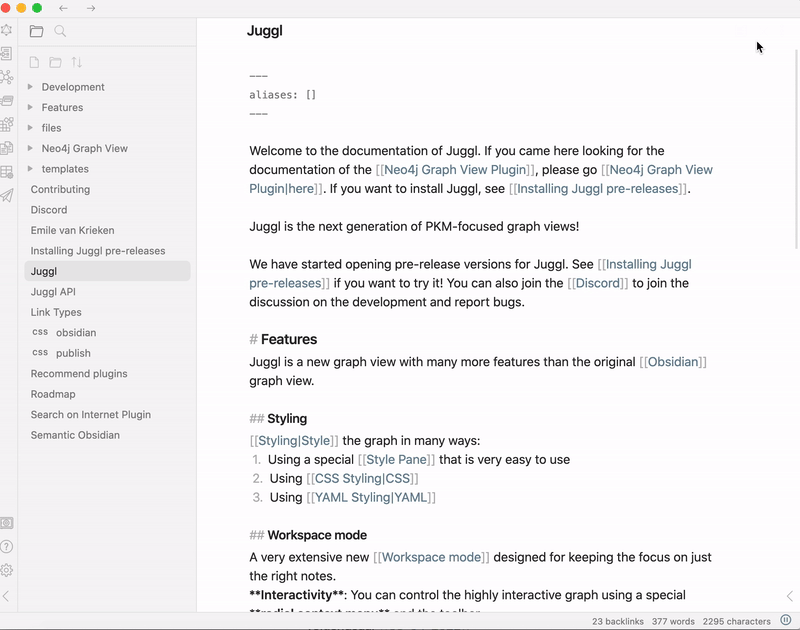 Juggl
---
aliases: []
---
Development
Features
files
Neo4j Graph View
templates
Contributing
Discord
Emile van Krieken
Installing Juggl pre-releases
Juggl
Juggl API
Link Types
css obsidian
css publish
Recommend plugins
Roadmap
Search on Internet Plugin
Semantic Obsidian
Welcome to the documentation of Juggl. If you came here looking for the
documentation of the [[Neo4j Graph View Plugin]], please go [[Neo4j Graph View
Plugin|here]]. If you want to install Juggl, see [[Installing Juggl pre-releases]].
Juggl is the next generation of PKM-focused graph views!
We have started opening pre-release versions for Juggl. See [[Installing Juggl
pre-releases]] if you want to try it! You can also join the [[Discord]] to join the
discussion on the development and report bugs.
# Features
Juggl is a new graph view with many more features than the original [[Obsidian]]
graph view.
## Styling
[[Styling|Style]] the graph in many ways:
1. Using a special [[Style Pane]] that is very easy to use
2. Using [[CSS Styling|CSS]]
3. Using [[YAML Styling|YAML]]
## Workspace mode
A very extensive new [[Workspace mode]] designed for keeping the focus on just
the right notes.
**Interactivity**: You can control the highly interactive graph using a special
**radial context menu** and the toolbar
23 backlinks 377 words 2295 characters